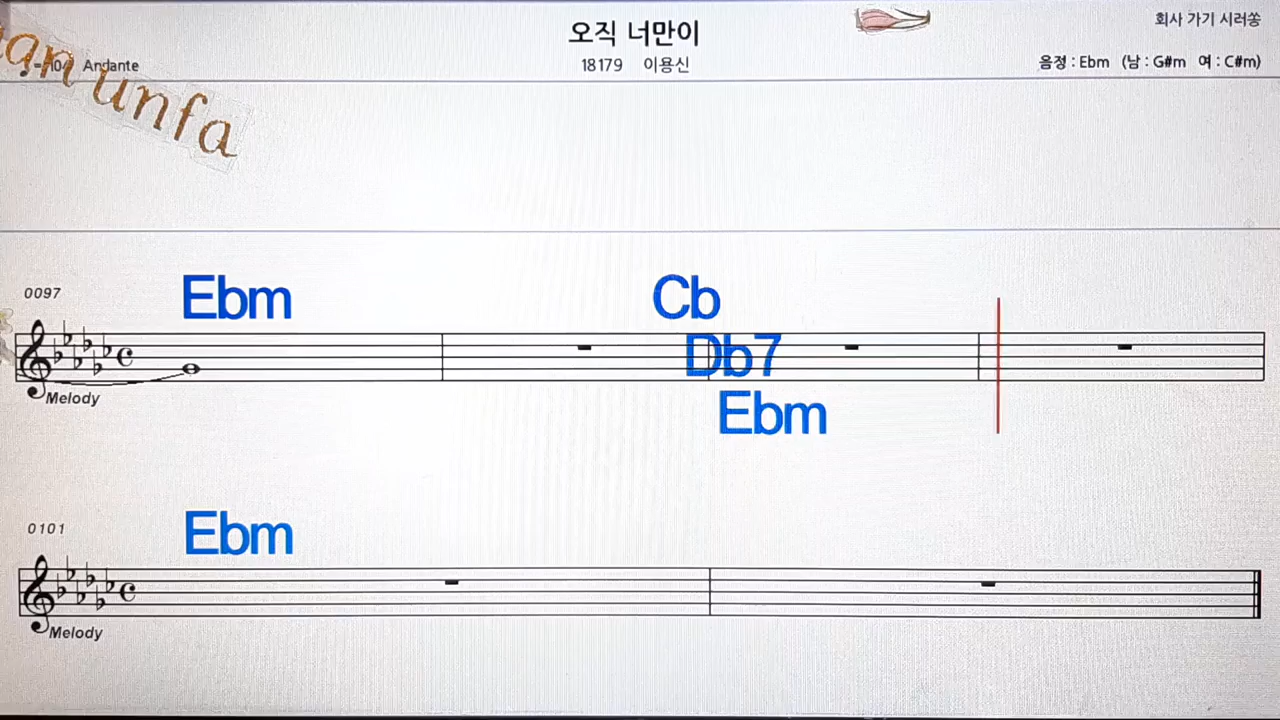 오직 너만이
회사 가기 시러쏭
Andante
18179 이용신
음정 : Ebm (남 : G#m 여 : C#m)
unfa
0097
Ebm
Cb
Db7
Ebm
Melody
0101
Ebm
Melody